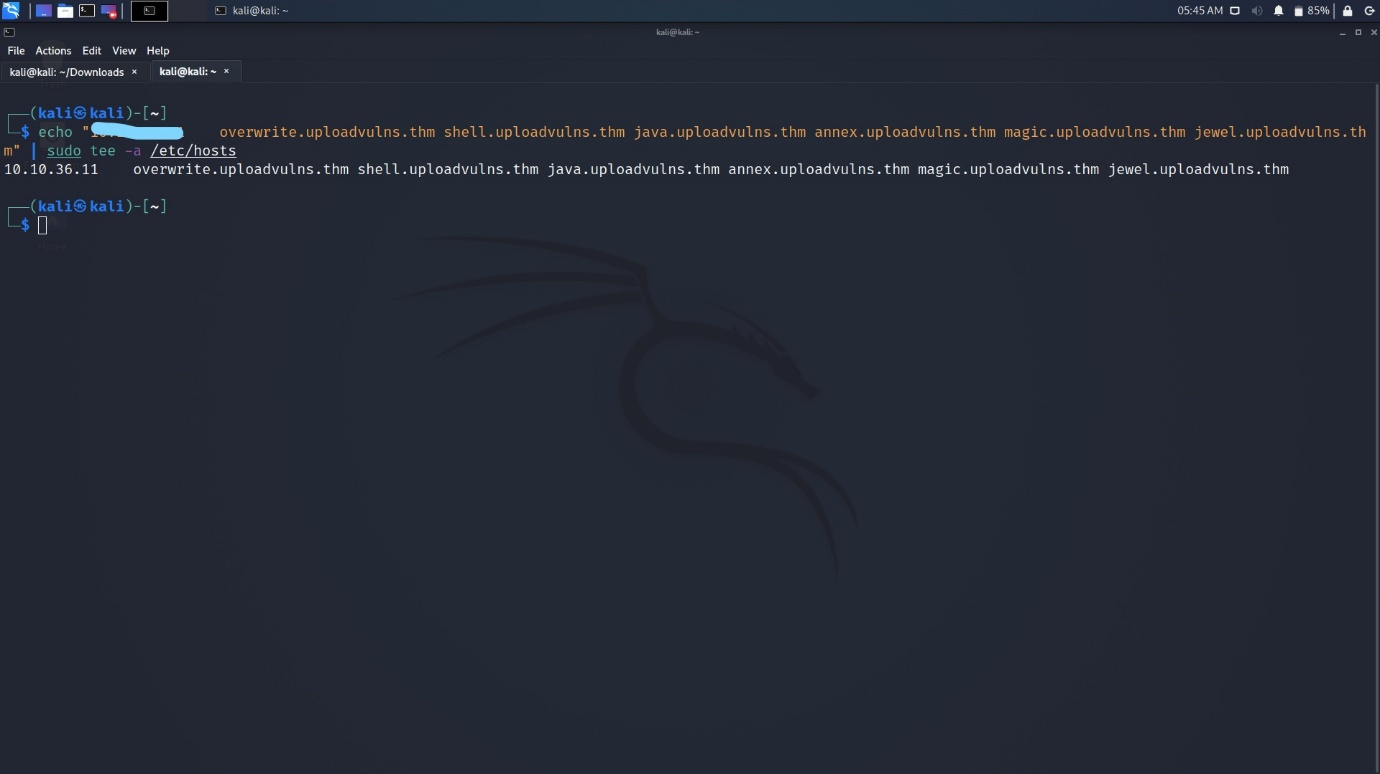 kali@kali: ~
05:45 AM
85%
kali@kali: ~
File Actions Edit View Help
kali@kali: ~/Downloads × kali@kali: ~ ×
┌──(kali㉿kali)-[~]
└─$ echo " overwrite.uploadvulns.thm shell.uploadvulns.thm java.uploadvulns.thm annex.uploadvulns.thm magic.uploadvulns.thm jewel.uploadvulns.th
m" | sudo tee -a /etc/hosts
10.10.36.11 overwrite.uploadvulns.thm shell.uploadvulns.thm java.uploadvulns.thm annex.uploadvulns.thm magic.uploadvulns.thm jewel.uploadvulns.thm
┌──(kali㉿kali)-[~]
└─$